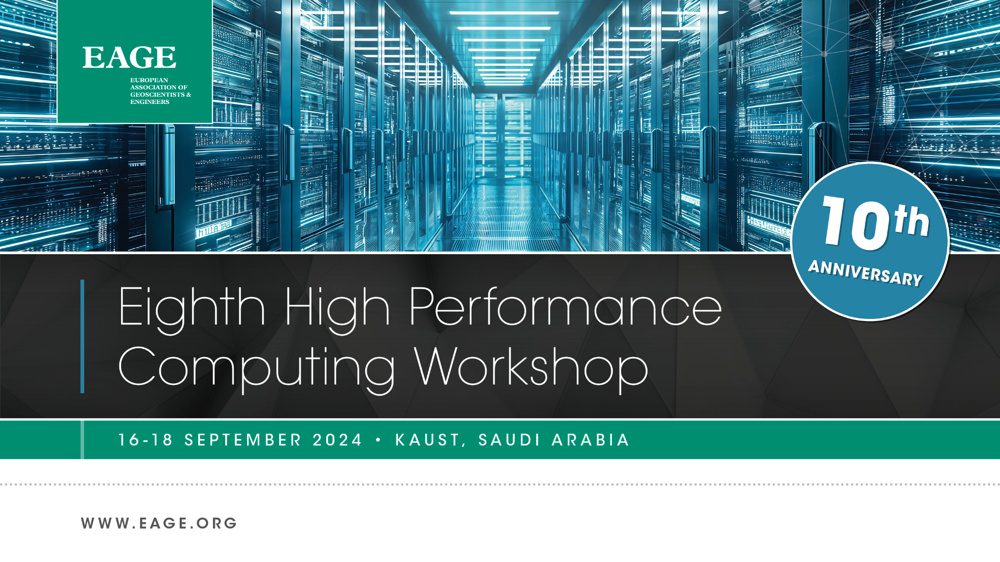 EAGE
EUROPEAN
ASSOCIATION OF
GEOSCIENTISTS &
ENGINEERS
10th
ANNIVERSARY
Eighth High Performance
Computing Workshop
16-18 SEPTEMBER 2024 • KAUST, SAUDI ARABIA
WWW.EAGE.ORG